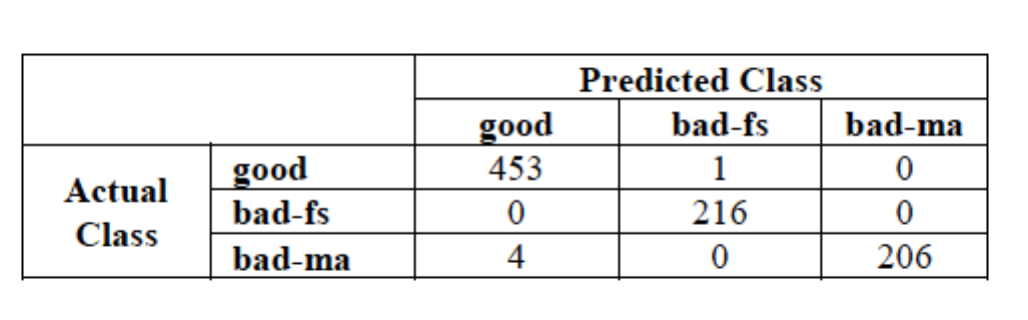 Predicted Class
good bad-fs bad-ma
Actual Class
good 453 1 0
bad-fs 0 216 0
bad-ma 4 0 206